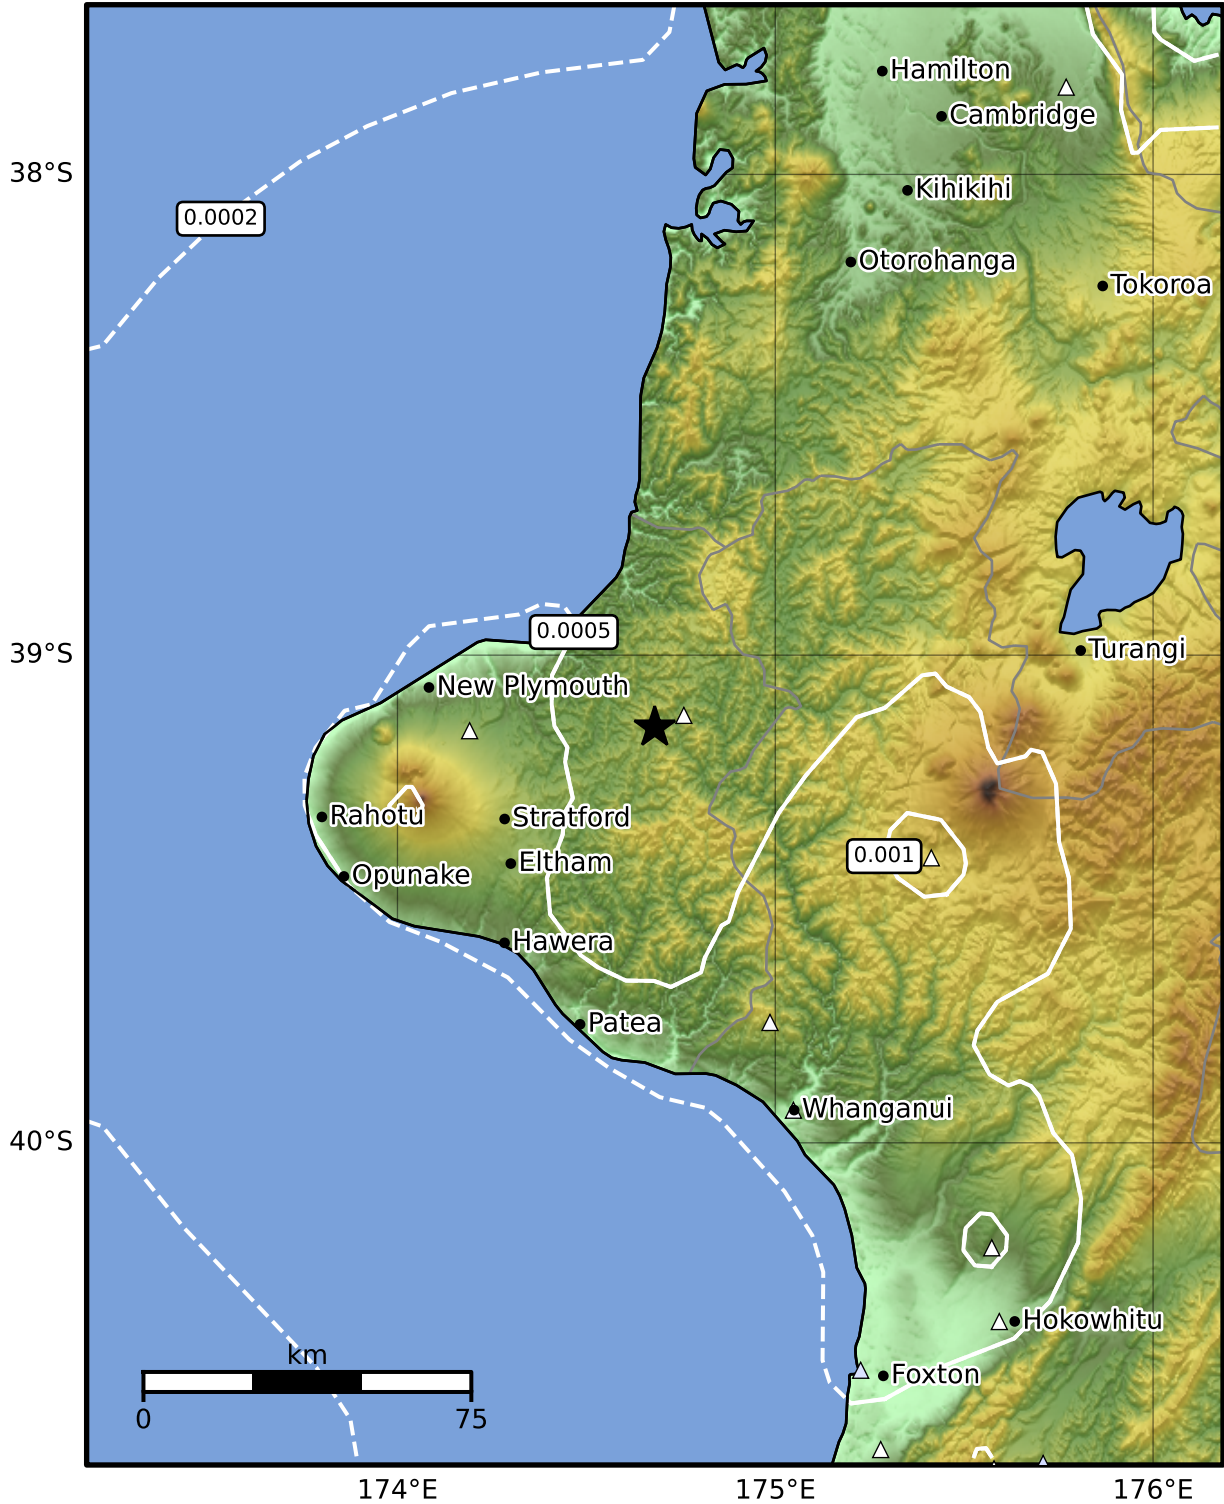 Hamilton
Cambridge
38°S
Kihikihi
0.0002
Otorohanga
Tokoroa
0.0005
39°S
Turangi
New Plymouth
Rahotu
Stratford
0.001
Eltham
Opunake
Hawera
Patea
Whanganui
40°S
Hokowhitu
km
Foxton
0
75
174°E
175°E
176°E